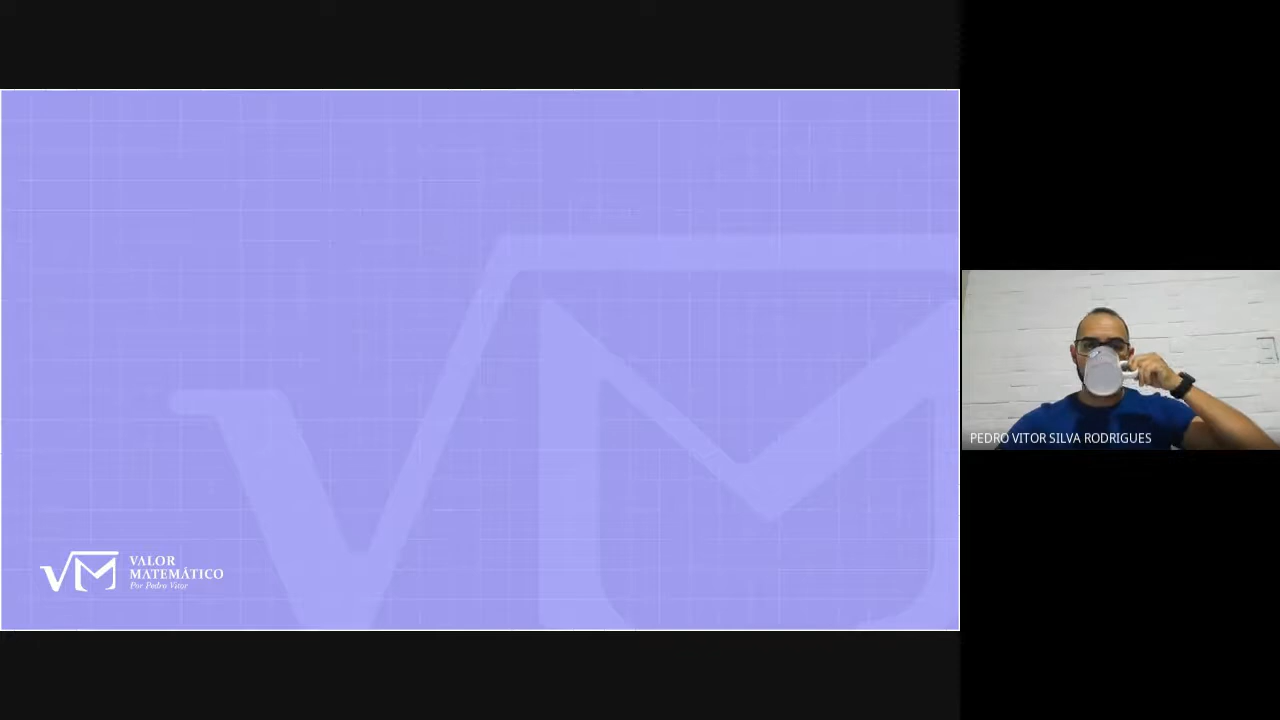 VALOR
MATEMÁTICO
Por Pedro Vitor
PEDRO VITOR SILVA RODRIGUES